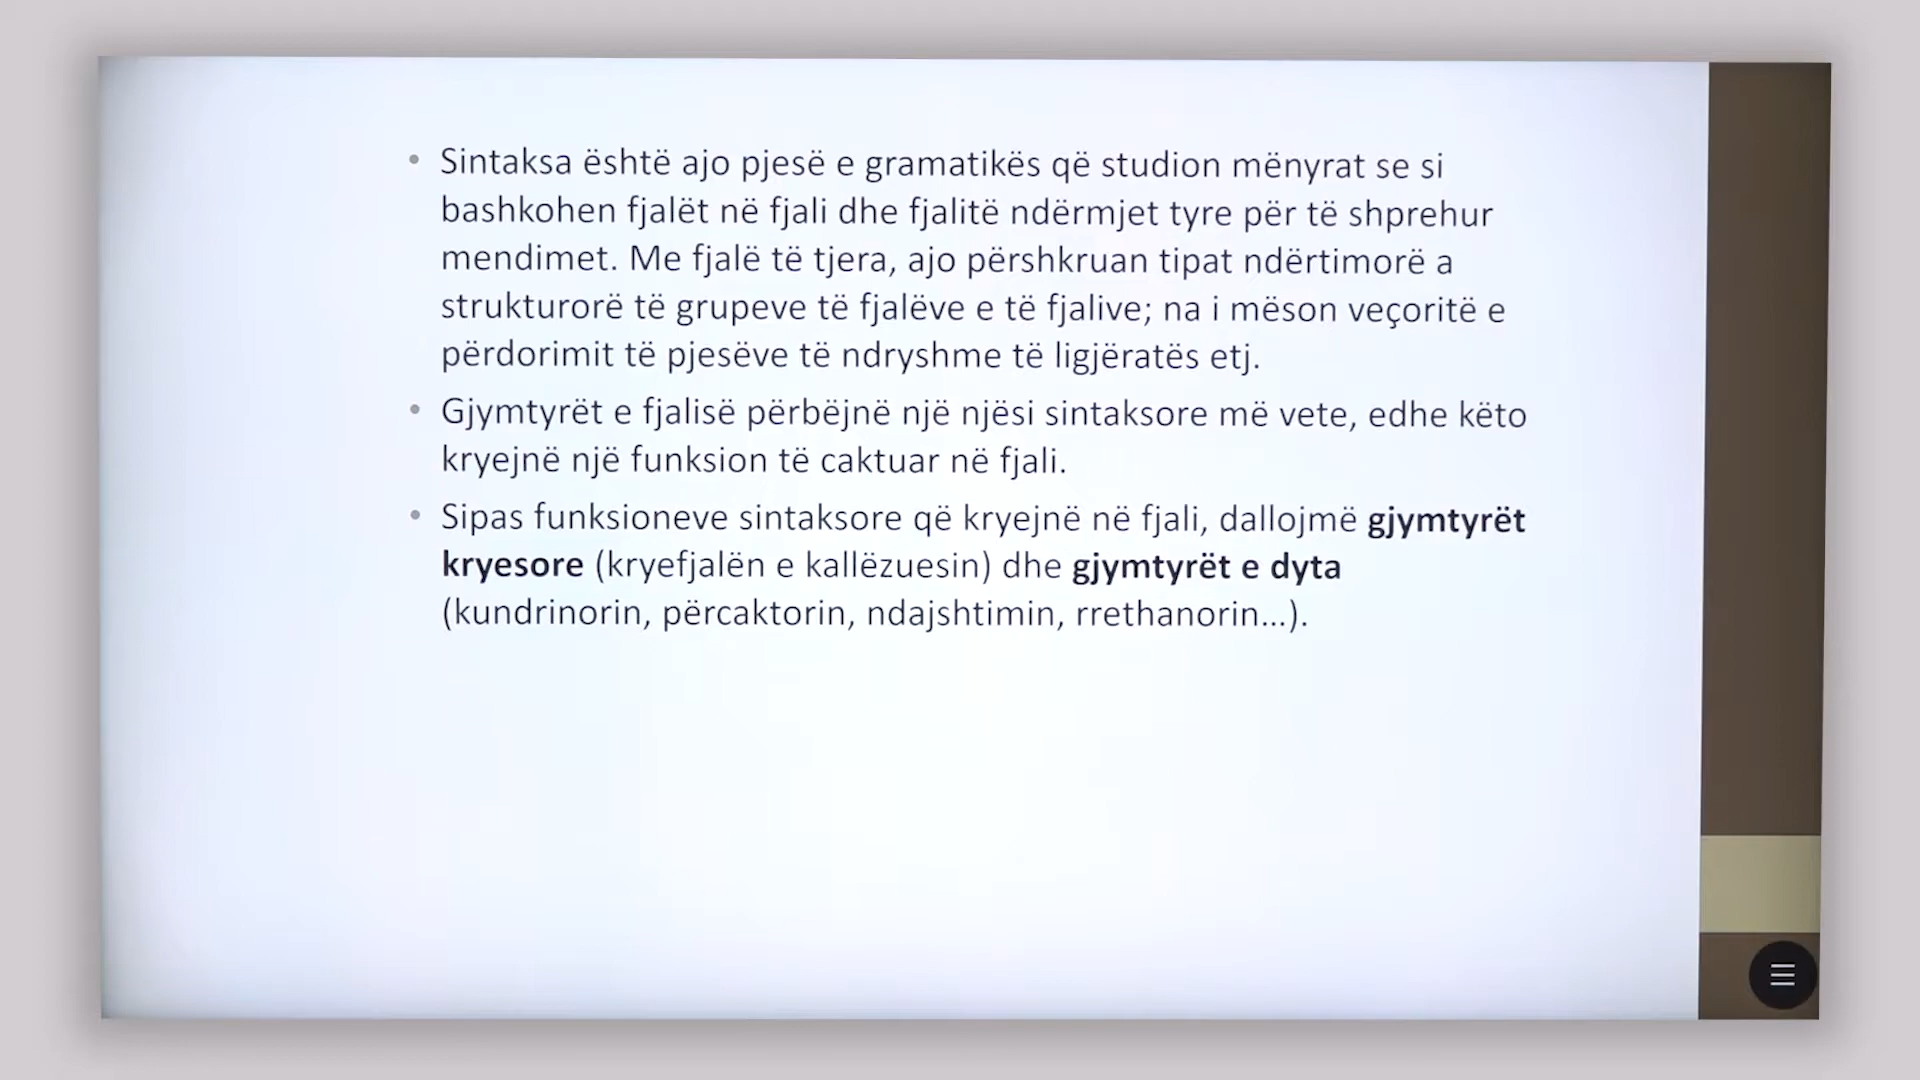 • Sintaksa është ajo pjesë e gramatikës që studion mënyrat se si
bashkohen fjalët në fjali dhe fjalitë ndërmjet tyre për të shprehur
mendimet. Me fjalë të tjera, ajo përshkruan tipat ndërtimorë a
strukturorë të grupeve të fjalëve e të fjalive; na i mëson veçoritë e
përdorimit të pjesëve të ndryshme të ligjëratës etj.
• Gjymtyrët e fjalisë përbëjnë një njësi sintaksore më vete, edhe këto
kryejnë një funksion të caktuar në fjali.
• Sipas funksioneve sintaksore që kryejnë në fjali, dallojmë gjymtyrët
kryesore (kryefjalën e kallëzuesin) dhe gjymtyrët e dyta
(kundrinorin, përcaktorin, ndajshtimin, rrethanorin...).